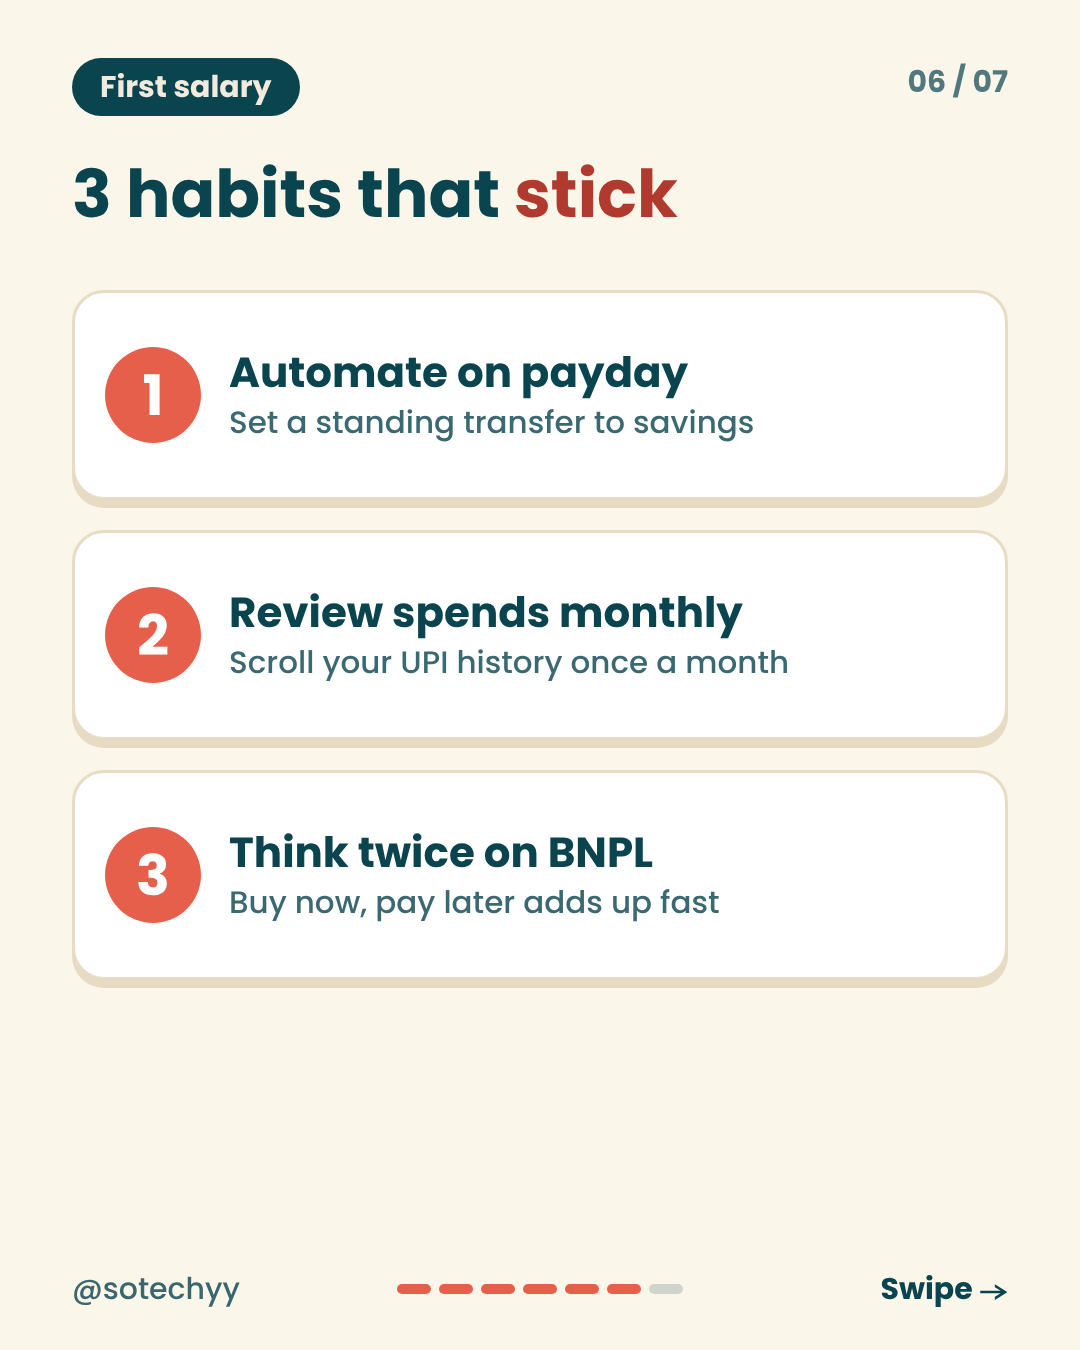 First salary
06 / 07
3 habits that stick
1
Automate on payday
Set a standing transfer to savings
2
Review spends monthly
Scroll your UPI history once a month
3
Think twice on BNPL
Buy now, pay later adds up fast
@sotechyy
Swipe →